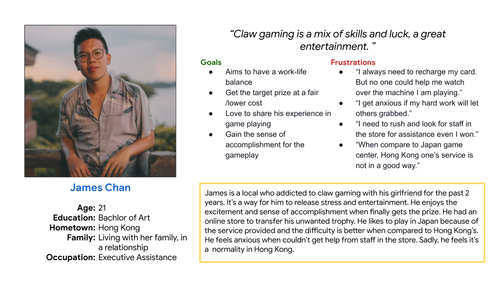 “Claw gaming is a mix of skills and luck, a great
entertainment. ”
Goals
● Aims to have a work-life
balance
● Get the target prize at a fair
/lower cost
● Love to share his experience in
game playing
● Gain the sense of
accomplishment for the
gameplay
Frustrations
● “I always need to recharge my card.
But no one could help me watch
over the machine I am playing.”
● “I get anxious if my hard work will let
others grabbed.”
● “I need to rush and look for staff in
the store for assistance even I won.”
● “When compare to Japan game
center, Hong Kong one’s service is
not in a good way.”
James Chan
Age: 21
Education: Bachlor of Art
Hometown: Hong Kong
Family: Living with her family, in
a relationship
Occupation: Executive Assistance
James is a local who addicted to claw gaming with his girlfriend for the past 2
years. It’s a way for him to release stress and entertainment. He enjoys the
excitement and sense of accomplishment when finally gets the prize. He had an
online store to transfer his unwanted trophy. He likes to play in Japan because of
the service provided and the difficulty is better when compared to Hong Kong’s.
He feels anxious when couldn’t get help from staff in the store. Sadly, he feels it’s
a normality in Hong Kong.